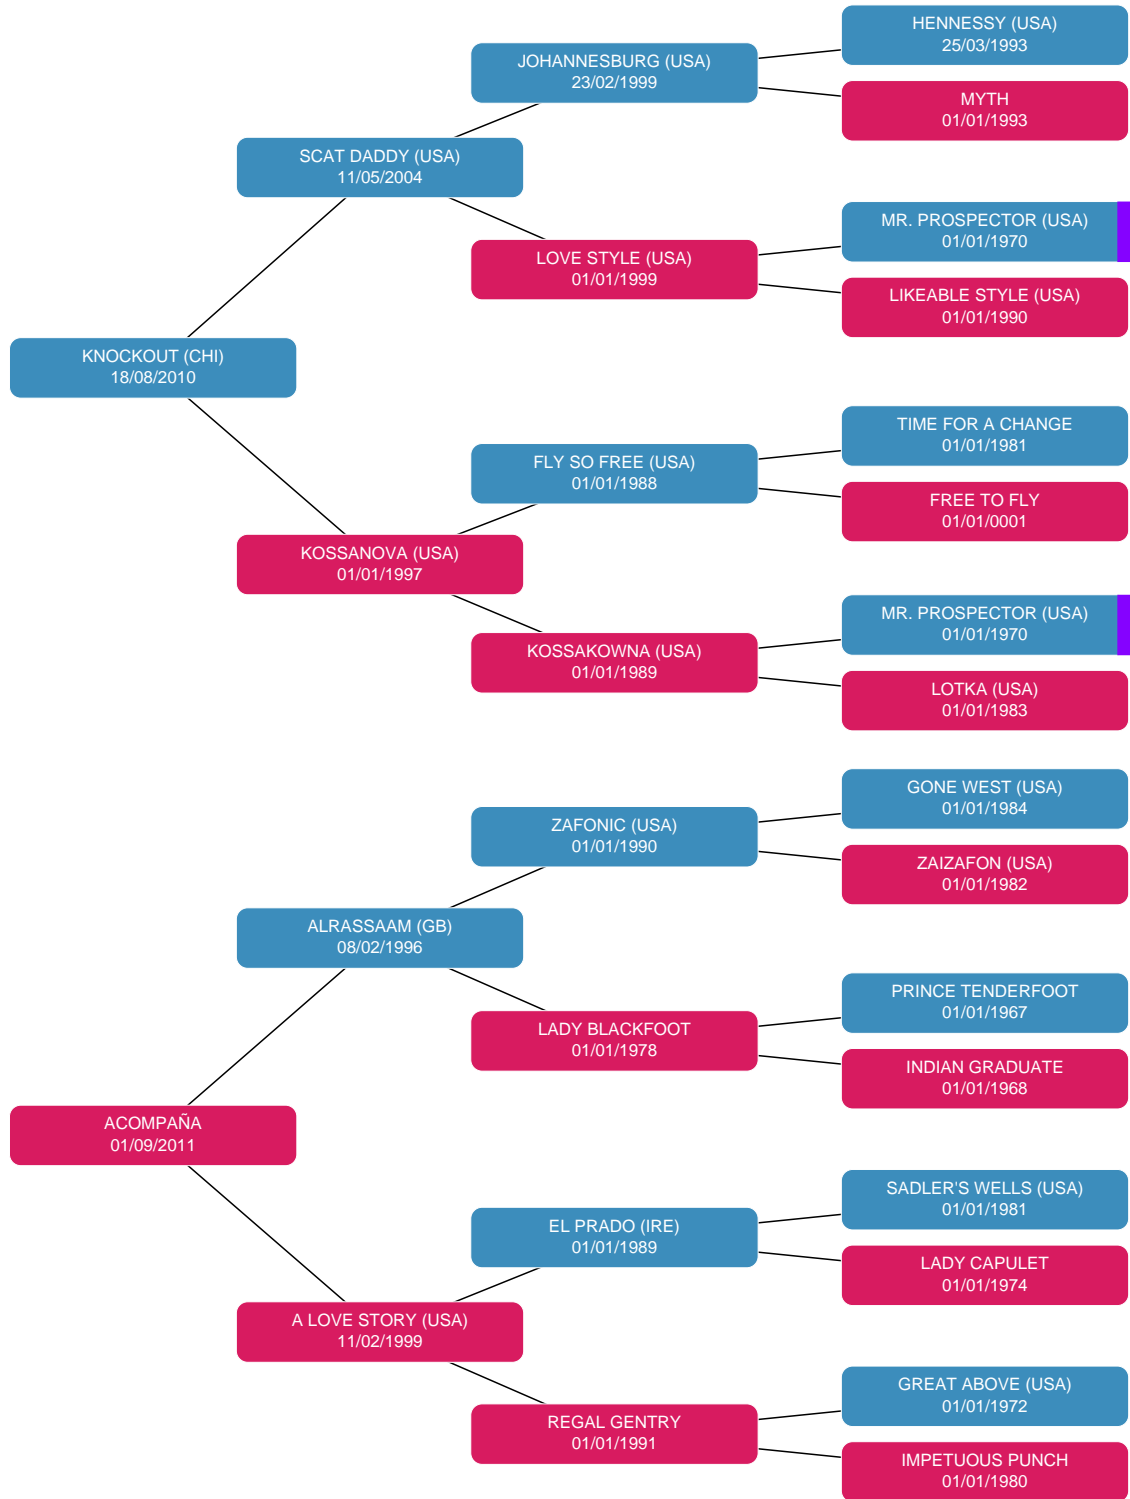 HENNESSY (USA)
25/03/1993
JOHANNESBURG (USA)
23/02/1999
MYTH
01/01/1993
SCAT DADDY (USA)
11/05/2004
MR. PROSPECTOR (USA)
01/01/1970
LOVE STYLE (USA)
01/01/1999
LIKEABLE STYLE (USA)
01/01/1990
KNOCKOUT (CHI)
18/08/2010
TIME FOR A CHANGE
01/01/1981
FLY SO FREE (USA)
01/01/1988
FREE TO FLY
01/01/0001
KOSSANOVA (USA)
01/01/1997
MR. PROSPECTOR (USA)
01/01/1970
KOSSAKOWNA (USA)
01/01/1989
LOTKA (USA)
01/01/1983
GONE WEST (USA)
01/01/1984
ZAFONIC (USA)
01/01/1990
ZAIZAFON (USA)
01/01/1982
ALRASSAAM (GB)
08/02/1996
PRINCE TENDERFOOT
01/01/1967
LADY BLACKFOOT
01/01/1978
INDIAN GRADUATE
01/01/1968
ACOMPAÑA
01/09/2011
SADLER'S WELLS (USA)
01/01/1981
EL PRADO (IRE)
01/01/1989
LADY CAPULET
01/01/1974
A LOVE STORY (USA)
11/02/1999
GREAT ABOVE (USA)
01/01/1972
REGAL GENTRY
01/01/1991
IMPETUOUS PUNCH
01/01/1980